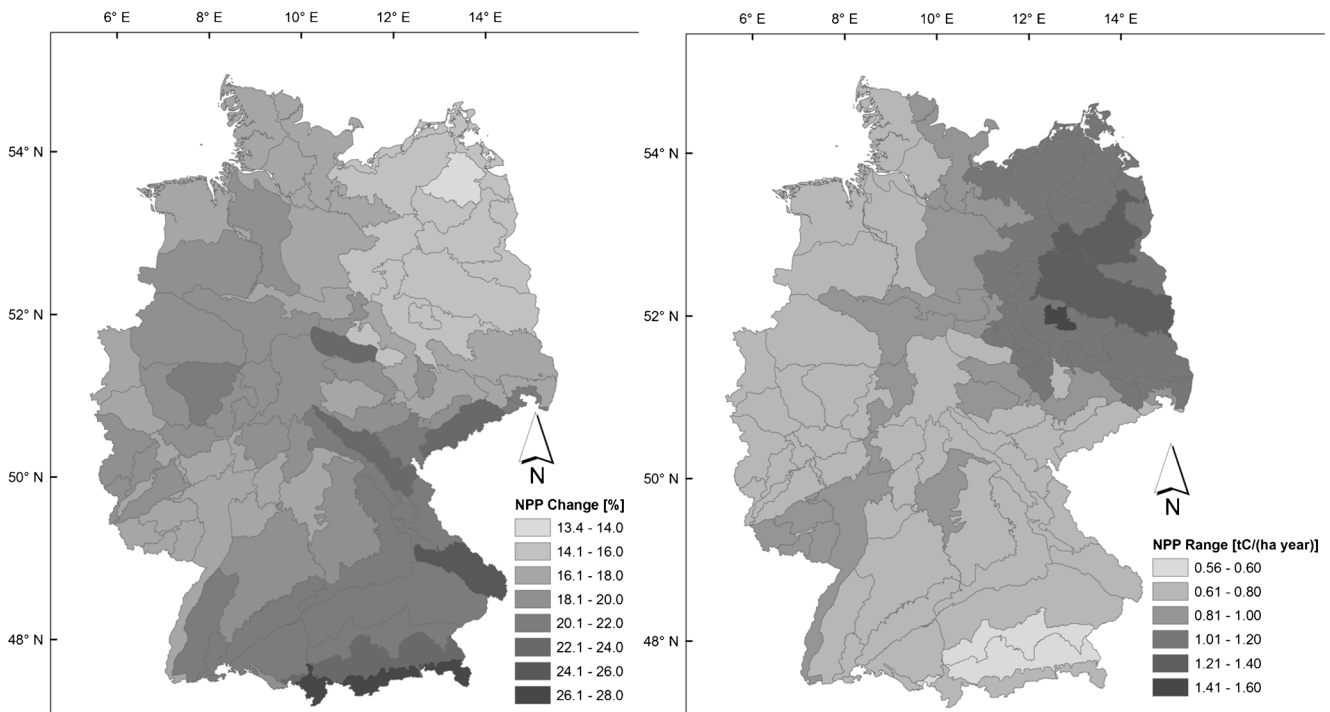 6° E 8° E 10° E 12° E 14° E
54° N
52° N
50° N
48° N
N
NPP Change [%]
13.4 - 14.0
14.1 - 16.0
16.1 - 18.0
18.1 - 20.0
20.1 - 22.0
22.1 - 24.0
24.1 - 26.0
26.1 - 28.0
6° E 8° E 10° E 12° E 14° E
54° N
52° N
50° N
48° N
N
NPP Range [tC/(ha year)]
0.56 - 0.60
0.61 - 0.80
0.81 - 1.00
1.01 - 1.20
1.21 - 1.40
1.41 - 1.60